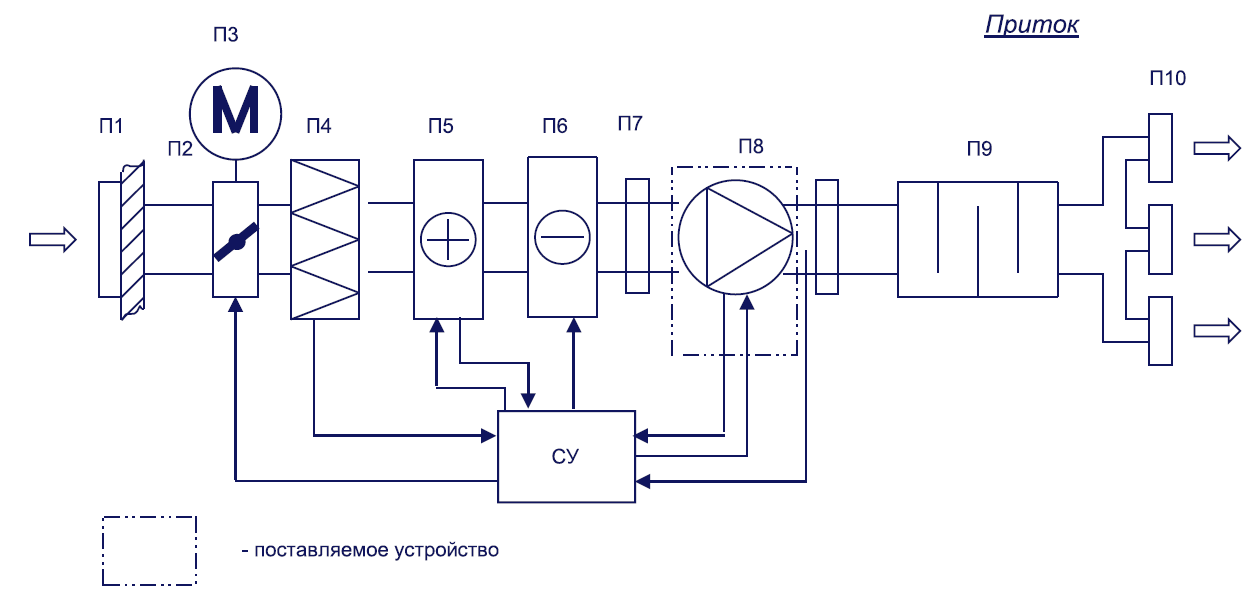 Приток
П3
П10
П1
П2
М
П4
П5
П6
П7
П8
П9
СУ
- поставляемое устройство